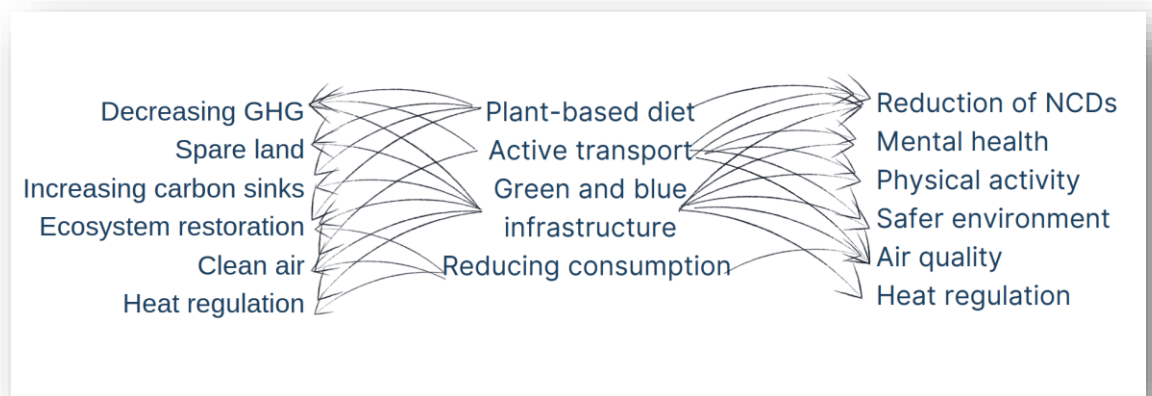 Decreasing GHG
Spare land
Increasing carbon sinks
Ecosystem restoration
Clean air
Heat regulation
Plant-based diet
Active transport
Green and blue
infrastructure
Reducing consumption
Reduction of NCDs
Mental health
Physical activity
Safer environment
Air quality
Heat regulation